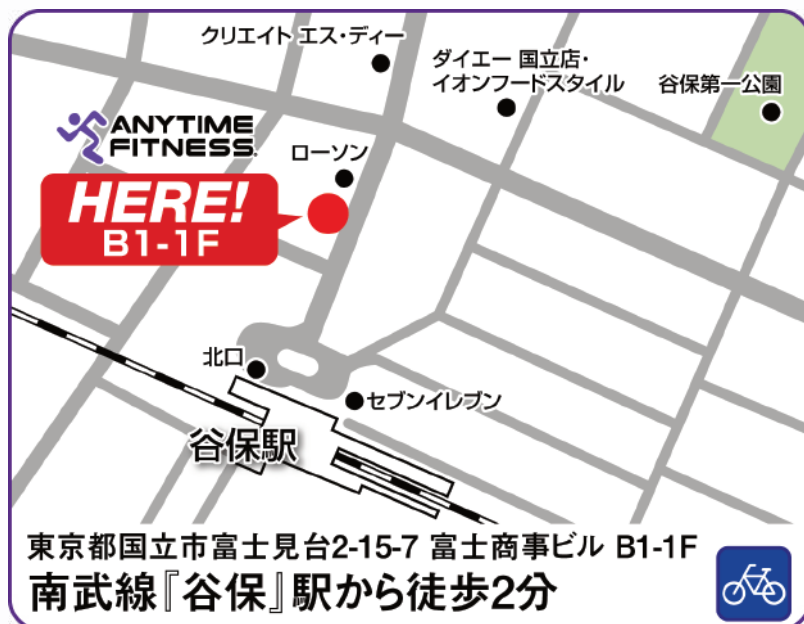 クリエイト エス・ディー
ダイエー 国立店・
イオンフードスタイル
谷保第一公園
ANYTIME
FITNESS.
ローソン
HERE!
B1-1F
北口
セブンイレブン
谷保駅
東京都国立市富士見台2-15-7 富士商事ビル B1-1F
南武線『谷保』駅から徒歩2分